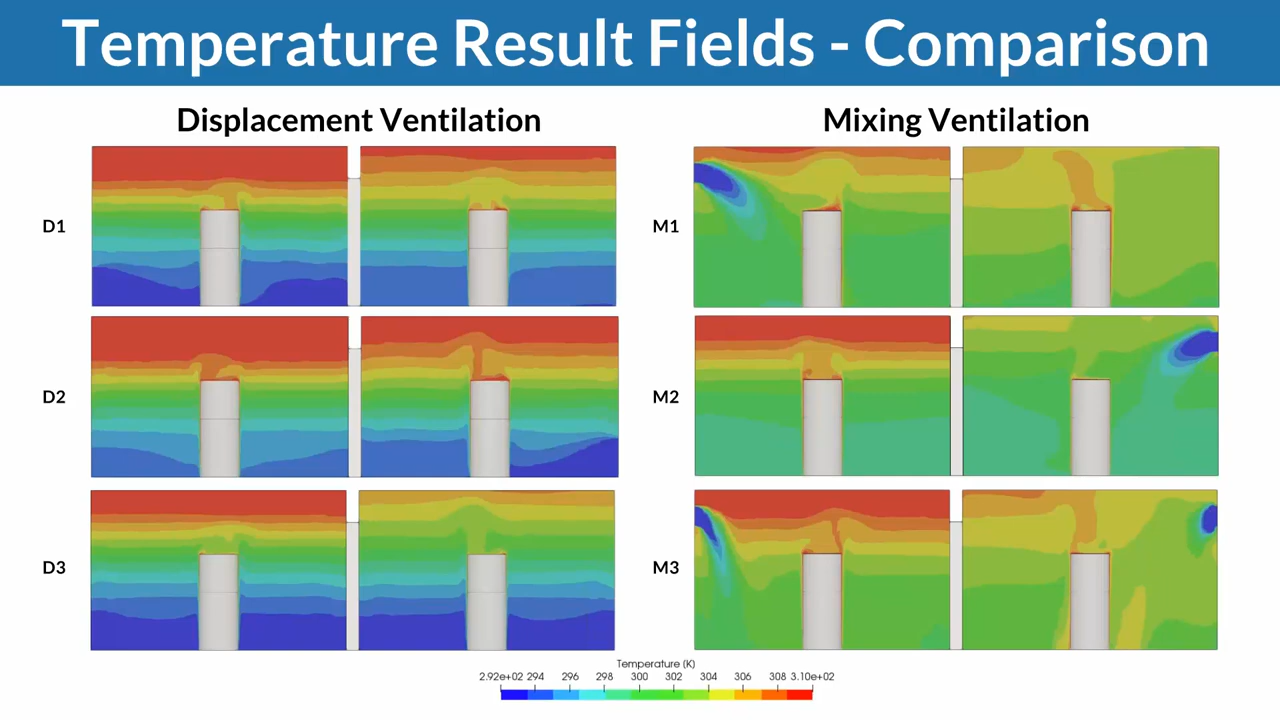 Temperature Result Fields - Comparison
Displacement Ventilation
Mixing Ventilation
D1
M1
D2
M2
D3
M3
Temperature (K)
2.92e+02 294 296 298 300 302 304 306 308 3.10e+02